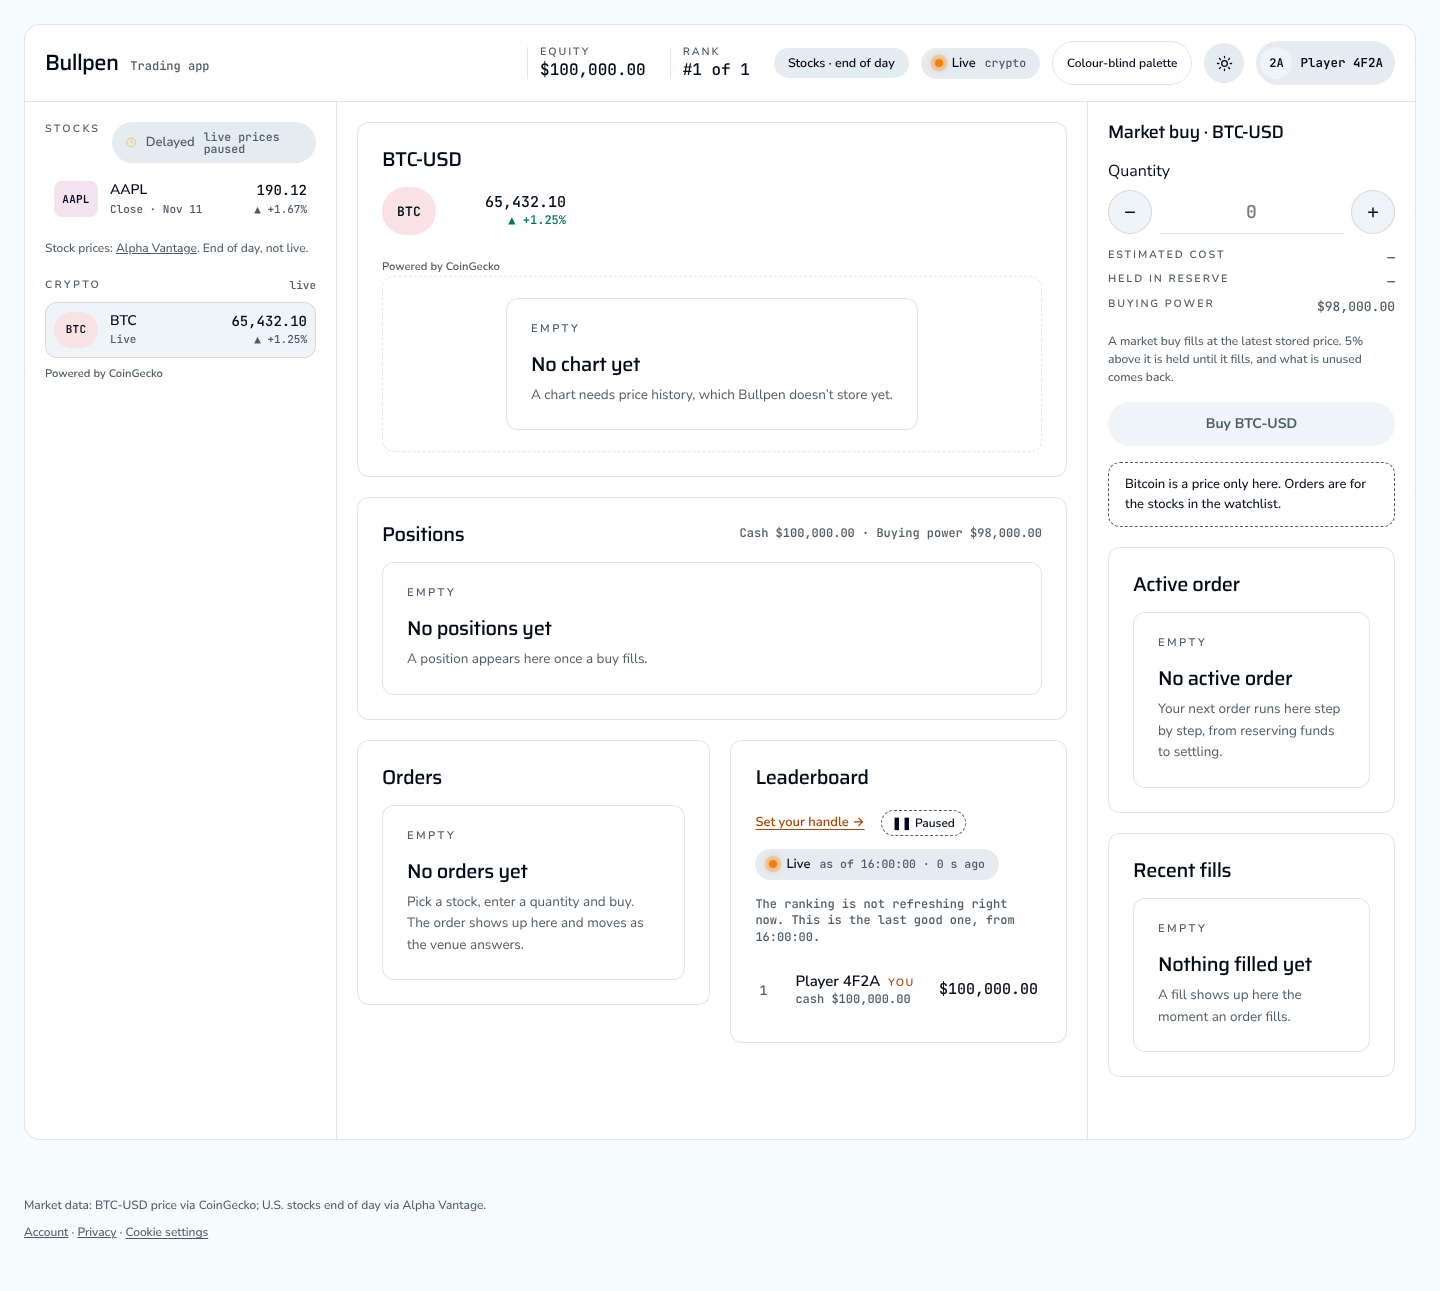 Bullpen Trading app
EQUITY
$100,000.00
RANK
#1 of 1
Stocks · end of day
Live crypto
Colour-blind palette
2A Player 4F2A
STOCKS
Delayed live prices paused
AAPL
AAPL
190.12
Close · Nov 11
▲ +1.67%
Stock prices: Alpha Vantage. End of day, not live.
CRYPTO
live
BTC
BTC
65,432.10
Live
▲ +1.25%
Powered by CoinGecko
BTC-USD
BTC
65,432.10
▲ +1.25%
Powered by CoinGecko
EMPTY
No chart yet
A chart needs price history, which Bullpen doesn’t store yet.
Positions
Cash $100,000.00 · Buying power $98,000.00
EMPTY
No positions yet
A position appears here once a buy fills.
Orders
EMPTY
No orders yet
Pick a stock, enter a quantity and buy.
The order shows up here and moves as
the venue answers.
Leaderboard
Set your handle →
❚❚ Paused
Live as of 16:00:00 · 0 s ago
The ranking is not refreshing right
now. This is the last good one, from
16:00:00.
1
Player 4F2A YOU
cash $100,000.00
$100,000.00
Market buy · BTC-USD
Quantity
− 0 +
ESTIMATED COST –
HELD IN RESERVE –
BUYING POWER $98,000.00
A market buy fills at the latest stored price. 5%
above it is held until it fills, and what is unused
comes back.
Buy BTC-USD
Bitcoin is a price only here. Orders are for
the stocks in the watchlist.
Active order
EMPTY
No active order
Your next order runs here step
by step, from reserving funds
to settling.
Recent fills
EMPTY
Nothing filled yet
A fill shows up here the
moment an order fills.
Market data: BTC-USD price via CoinGecko; U.S. stocks end of day via Alpha Vantage.
Account · Privacy · Cookie settings